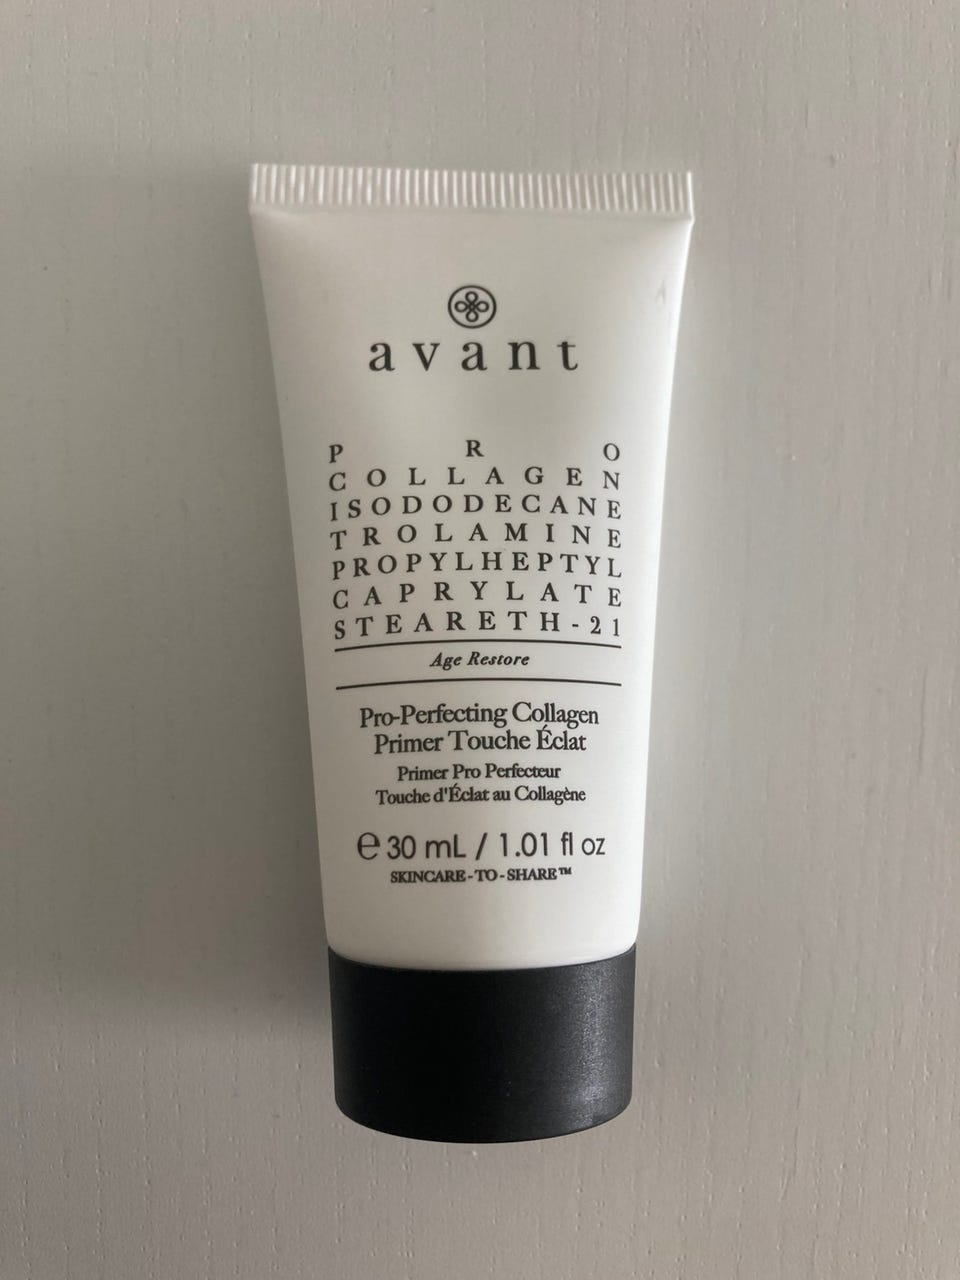 avant
PRO
COLLAGEN
ISODODECANE
TROLAMINE
PROPYLHEPTYL
CAPRYLATE
STEARETH-21
Age Restore
Pro-Perfecting Collagen
Primer Touche Éclat
Primer Pro Perfecteur
Touche d'Éclat au Collagène
℮ 30 mL / 1.01 fl oz
SKINCARE-TO-SHARE™